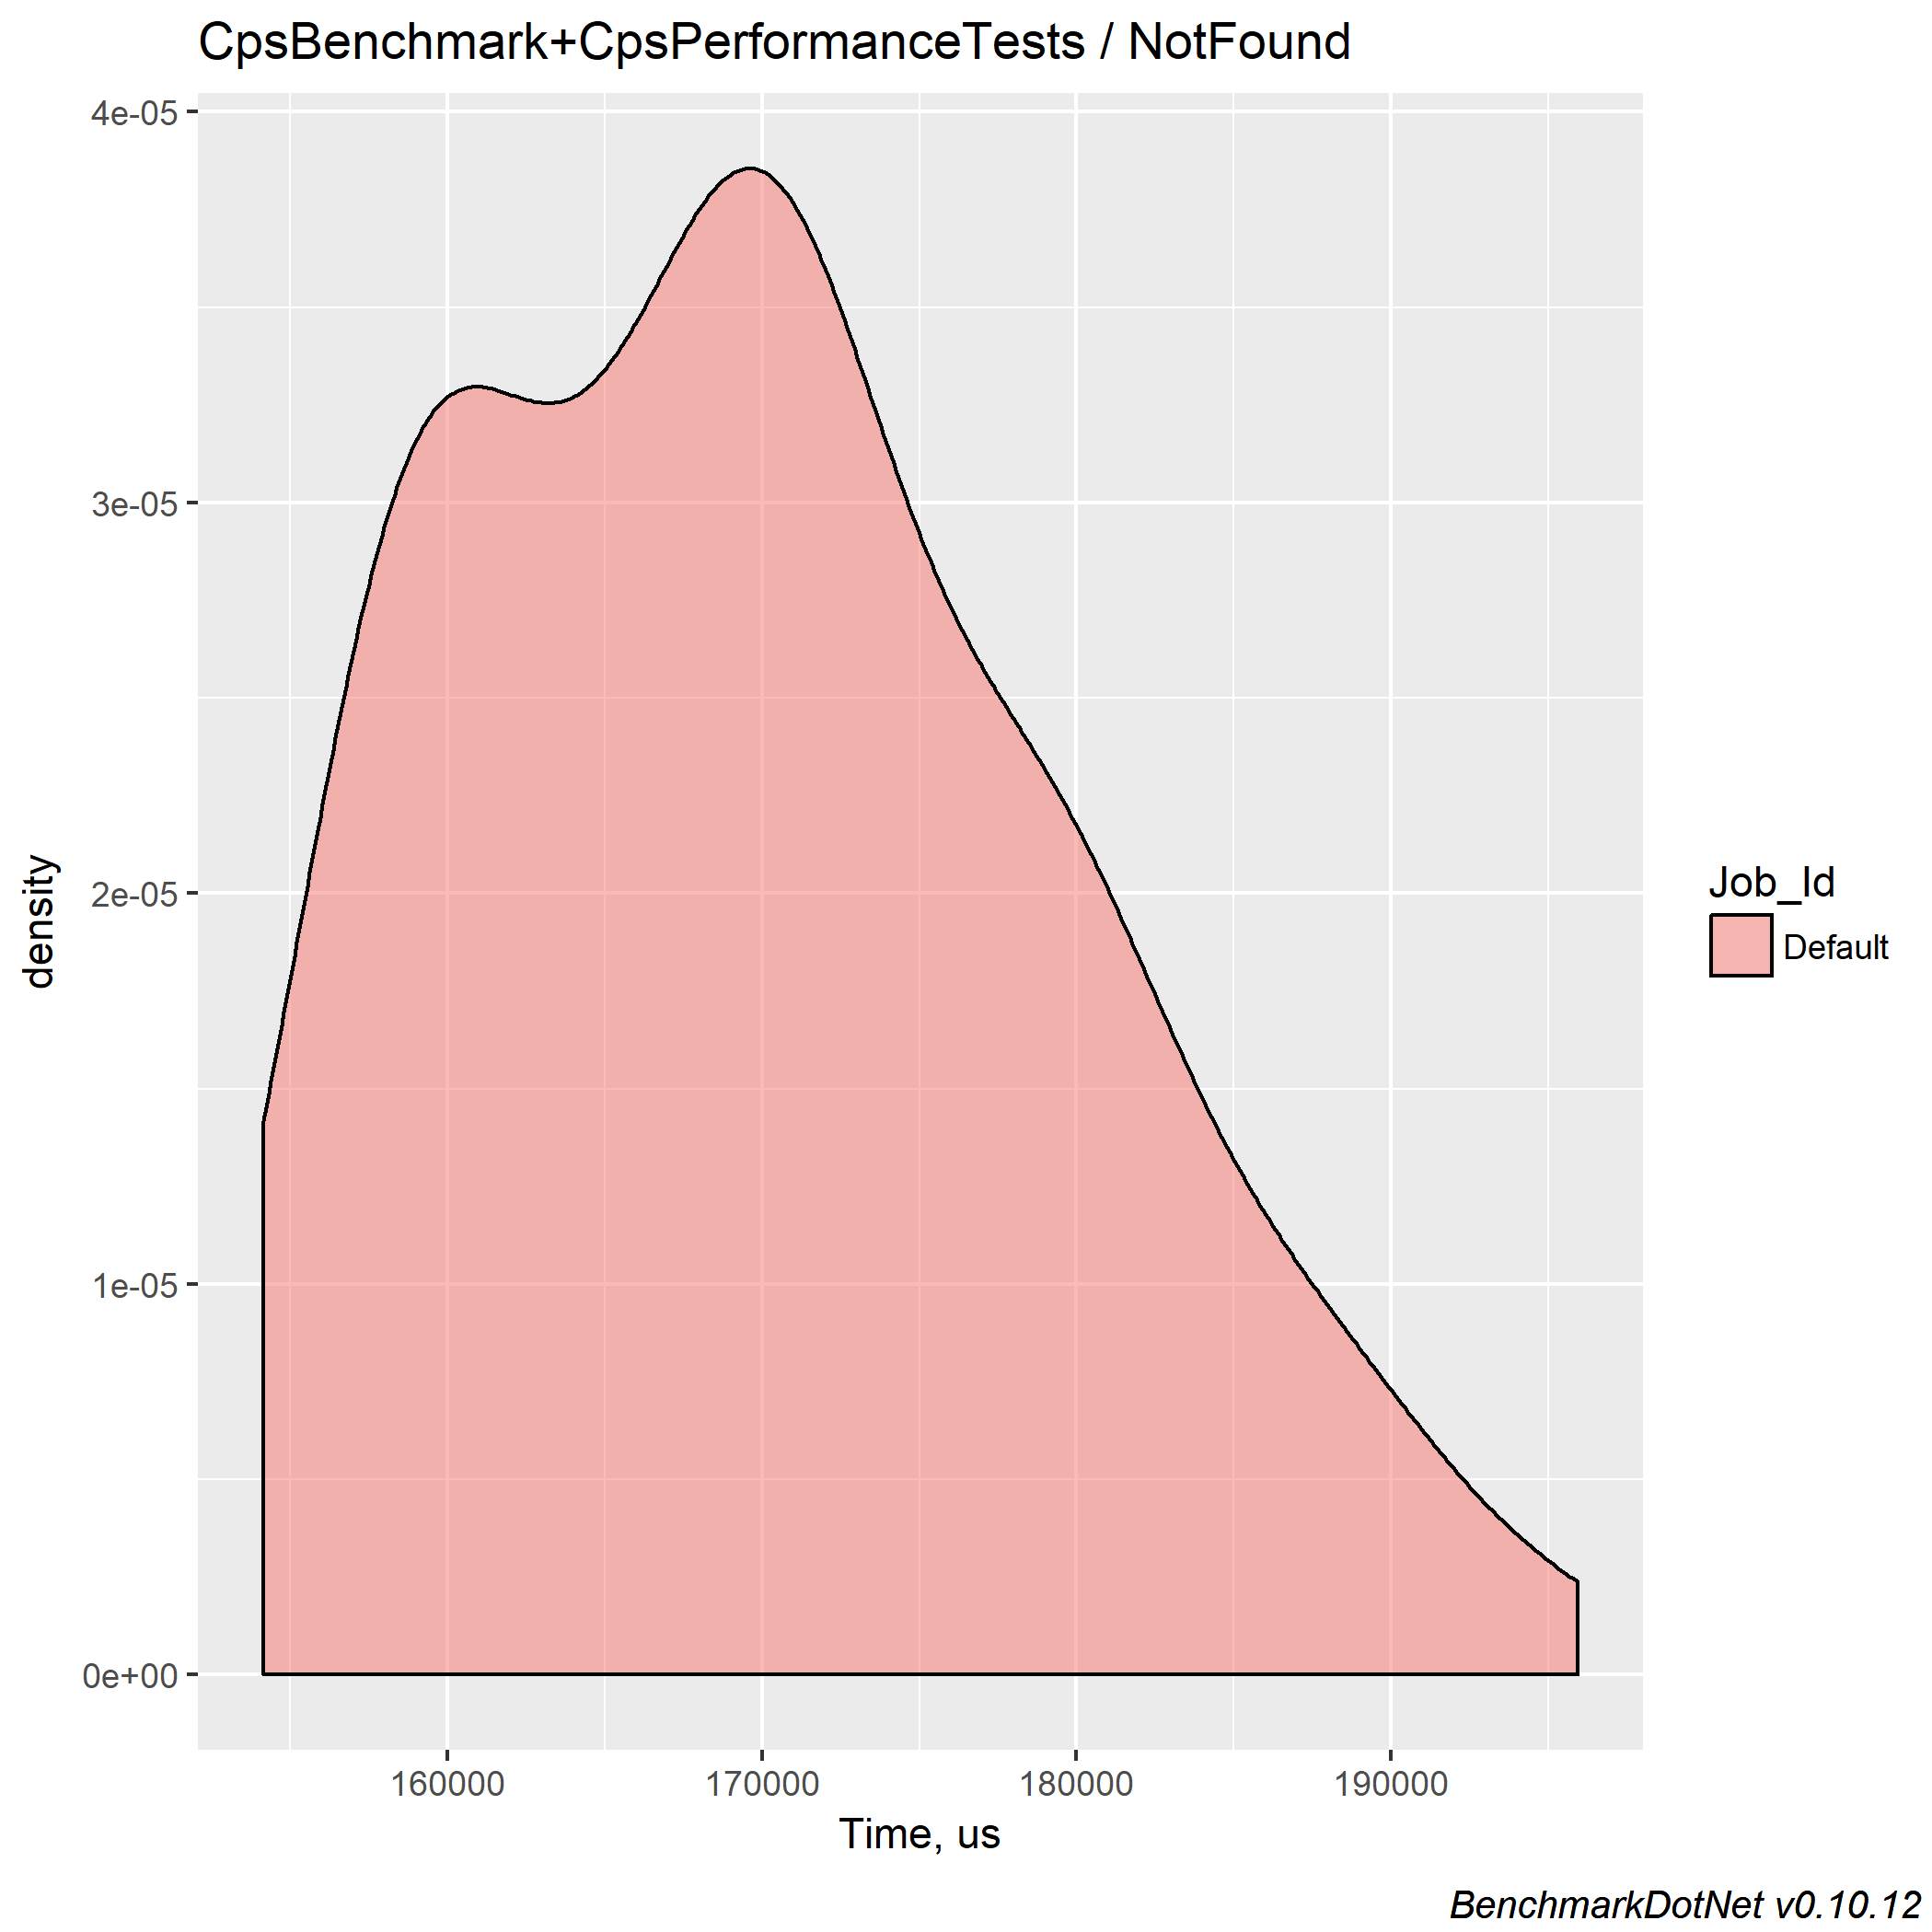 CpsBenchmark+CpsPerformanceTests / NotFound
4e-05
3e-05
2e-05
1e-05
0e+00
density
160000 170000 180000 190000
Time, us
Job_Id
Default
BenchmarkDotNet v0.10.12